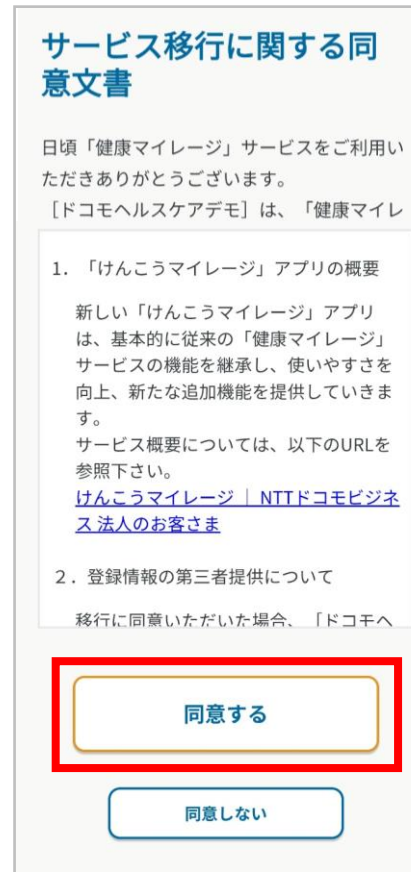 サービス移行に関する同
意文書
日頃「健康マイレージ」サービスをご利用い
ただきありがとうございます。
［ドコモヘルスケアデモ］は、「健康マイレ
1. 「けんこうマイレージ」アプリの概要
新しい「けんこうマイレージ」アプリ
は、基本的に従来の「健康マイレージ」
サービスの機能を継承し、使いやすさを
向上、新たな追加機能を提供していきま
す。
サービス概要については、以下のURLを
参照下さい。
けんこうマイレージ ｜ NTTドコモビジネ
ス 法人のお客さま
２．登録情報の第三者提供について
移行に同意いただいた場合、［ドコモヘ
同意する
同意しない